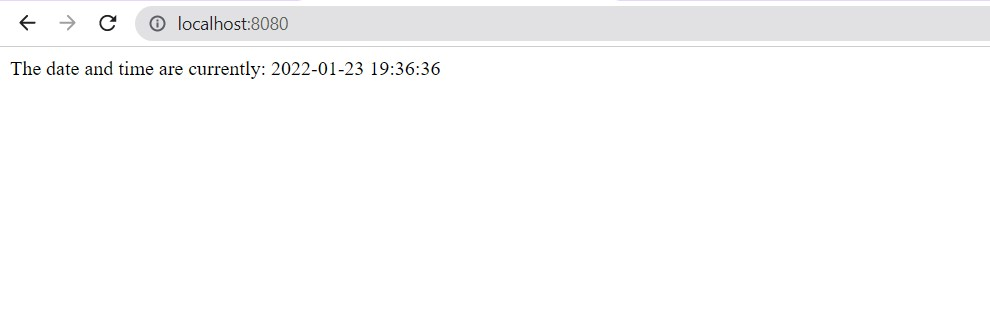 localhost:8080
The date and time are currently: 2022-01-23 19:36:36